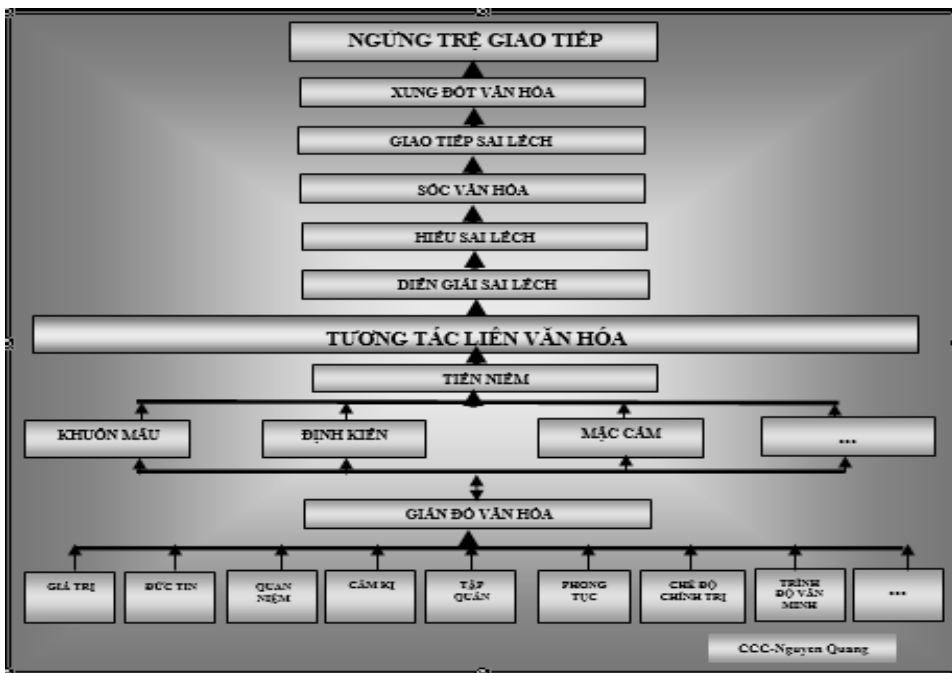 NGỪNG TRỆ GIAO TIẾP
XUNG ĐỘT VĂN HÓA
GIAO TIẾP SAI LỆCH
SỐC VĂN HÓA
HIỂU SAI LỆCH
DIỄN GIẢI SAI LỆCH
TƯƠNG TÁC LIÊN VĂN HÓA
TIỀN NIỆM
KHUÔN MẪU
ĐỊNH KIẾN
MẶC CẢM
...
GIẢN ĐỒ VĂN HÓA
GIÁ TRỊ
ĐỨC TIN
QUAN
NIỆM
CẤM KỊ
TẬP
QUÁN
PHONG
TỤC
CHẾ ĐỘ
CHÍNH TRỊ
TRÌNH
ĐỘ VĂN
MINH
...
CCC-Nguyen Quang